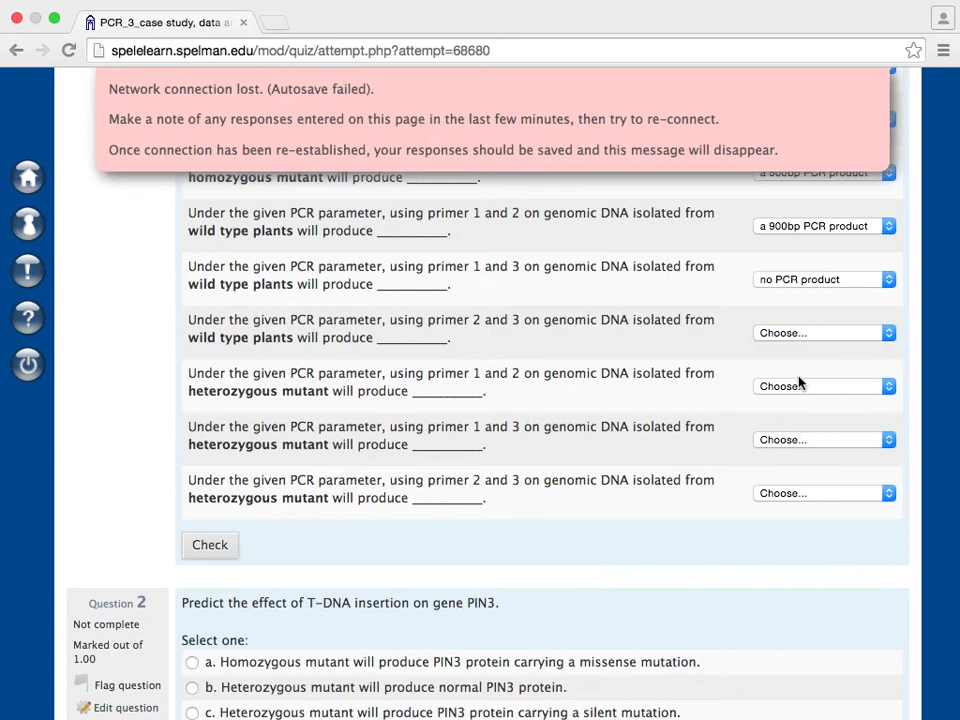 PCR_3_case study, data a
spelelearn.spelman.edu/mod/quiz/attempt.php?attempt=68680
Network connection lost. (Autosave failed).
Make a note of any responses entered on this page in the last few minutes, then try to re-connect.
Once connection has been re-established, your responses should be saved and this message will disappear.
homozygous mutant will produce __________.
a 500bp PCR product
Under the given PCR parameter, using primer 1 and 2 on genomic DNA isolated from
wild type plants will produce __________.
a 900bp PCR product
Under the given PCR parameter, using primer 1 and 3 on genomic DNA isolated from
wild type plants will produce __________.
no PCR product
Under the given PCR parameter, using primer 2 and 3 on genomic DNA isolated from
wild type plants will produce __________.
Choose...
Under the given PCR parameter, using primer 1 and 2 on genomic DNA isolated from
heterozygous mutant will produce __________.
Choose...
Under the given PCR parameter, using primer 1 and 3 on genomic DNA isolated from
heterozygous mutant will produce __________.
Choose...
Under the given PCR parameter, using primer 2 and 3 on genomic DNA isolated from
heterozygous mutant will produce __________.
Choose...
Check
Question 2
Not complete
Marked out of
1.00
Flag question
Edit question
Predict the effect of T-DNA insertion on gene PIN3.
Select one:
a. Homozygous mutant will produce PIN3 protein carrying a missense mutation.
b. Heterozygous mutant will produce normal PIN3 protein.
c. Heterozygous mutant will produce PIN3 protein carrying a silent mutation.